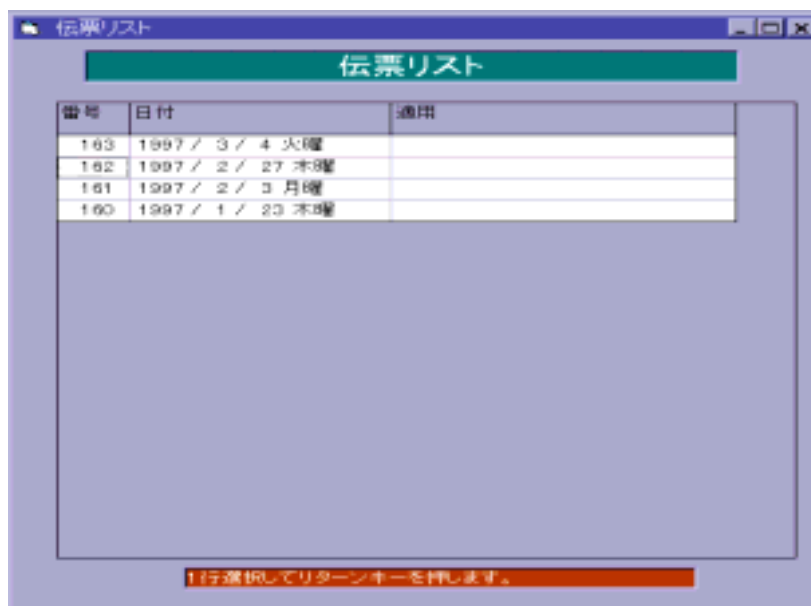 伝票リスト
伝票リスト
番号 日付 適用
163 1997 / 3 / 4 火曜
162 1997 / 2 / 27 木曜
161 1997 / 2 / 3 月曜
160 1997 / 1 / 23 木曜
1行選択してリターンキーを押します。